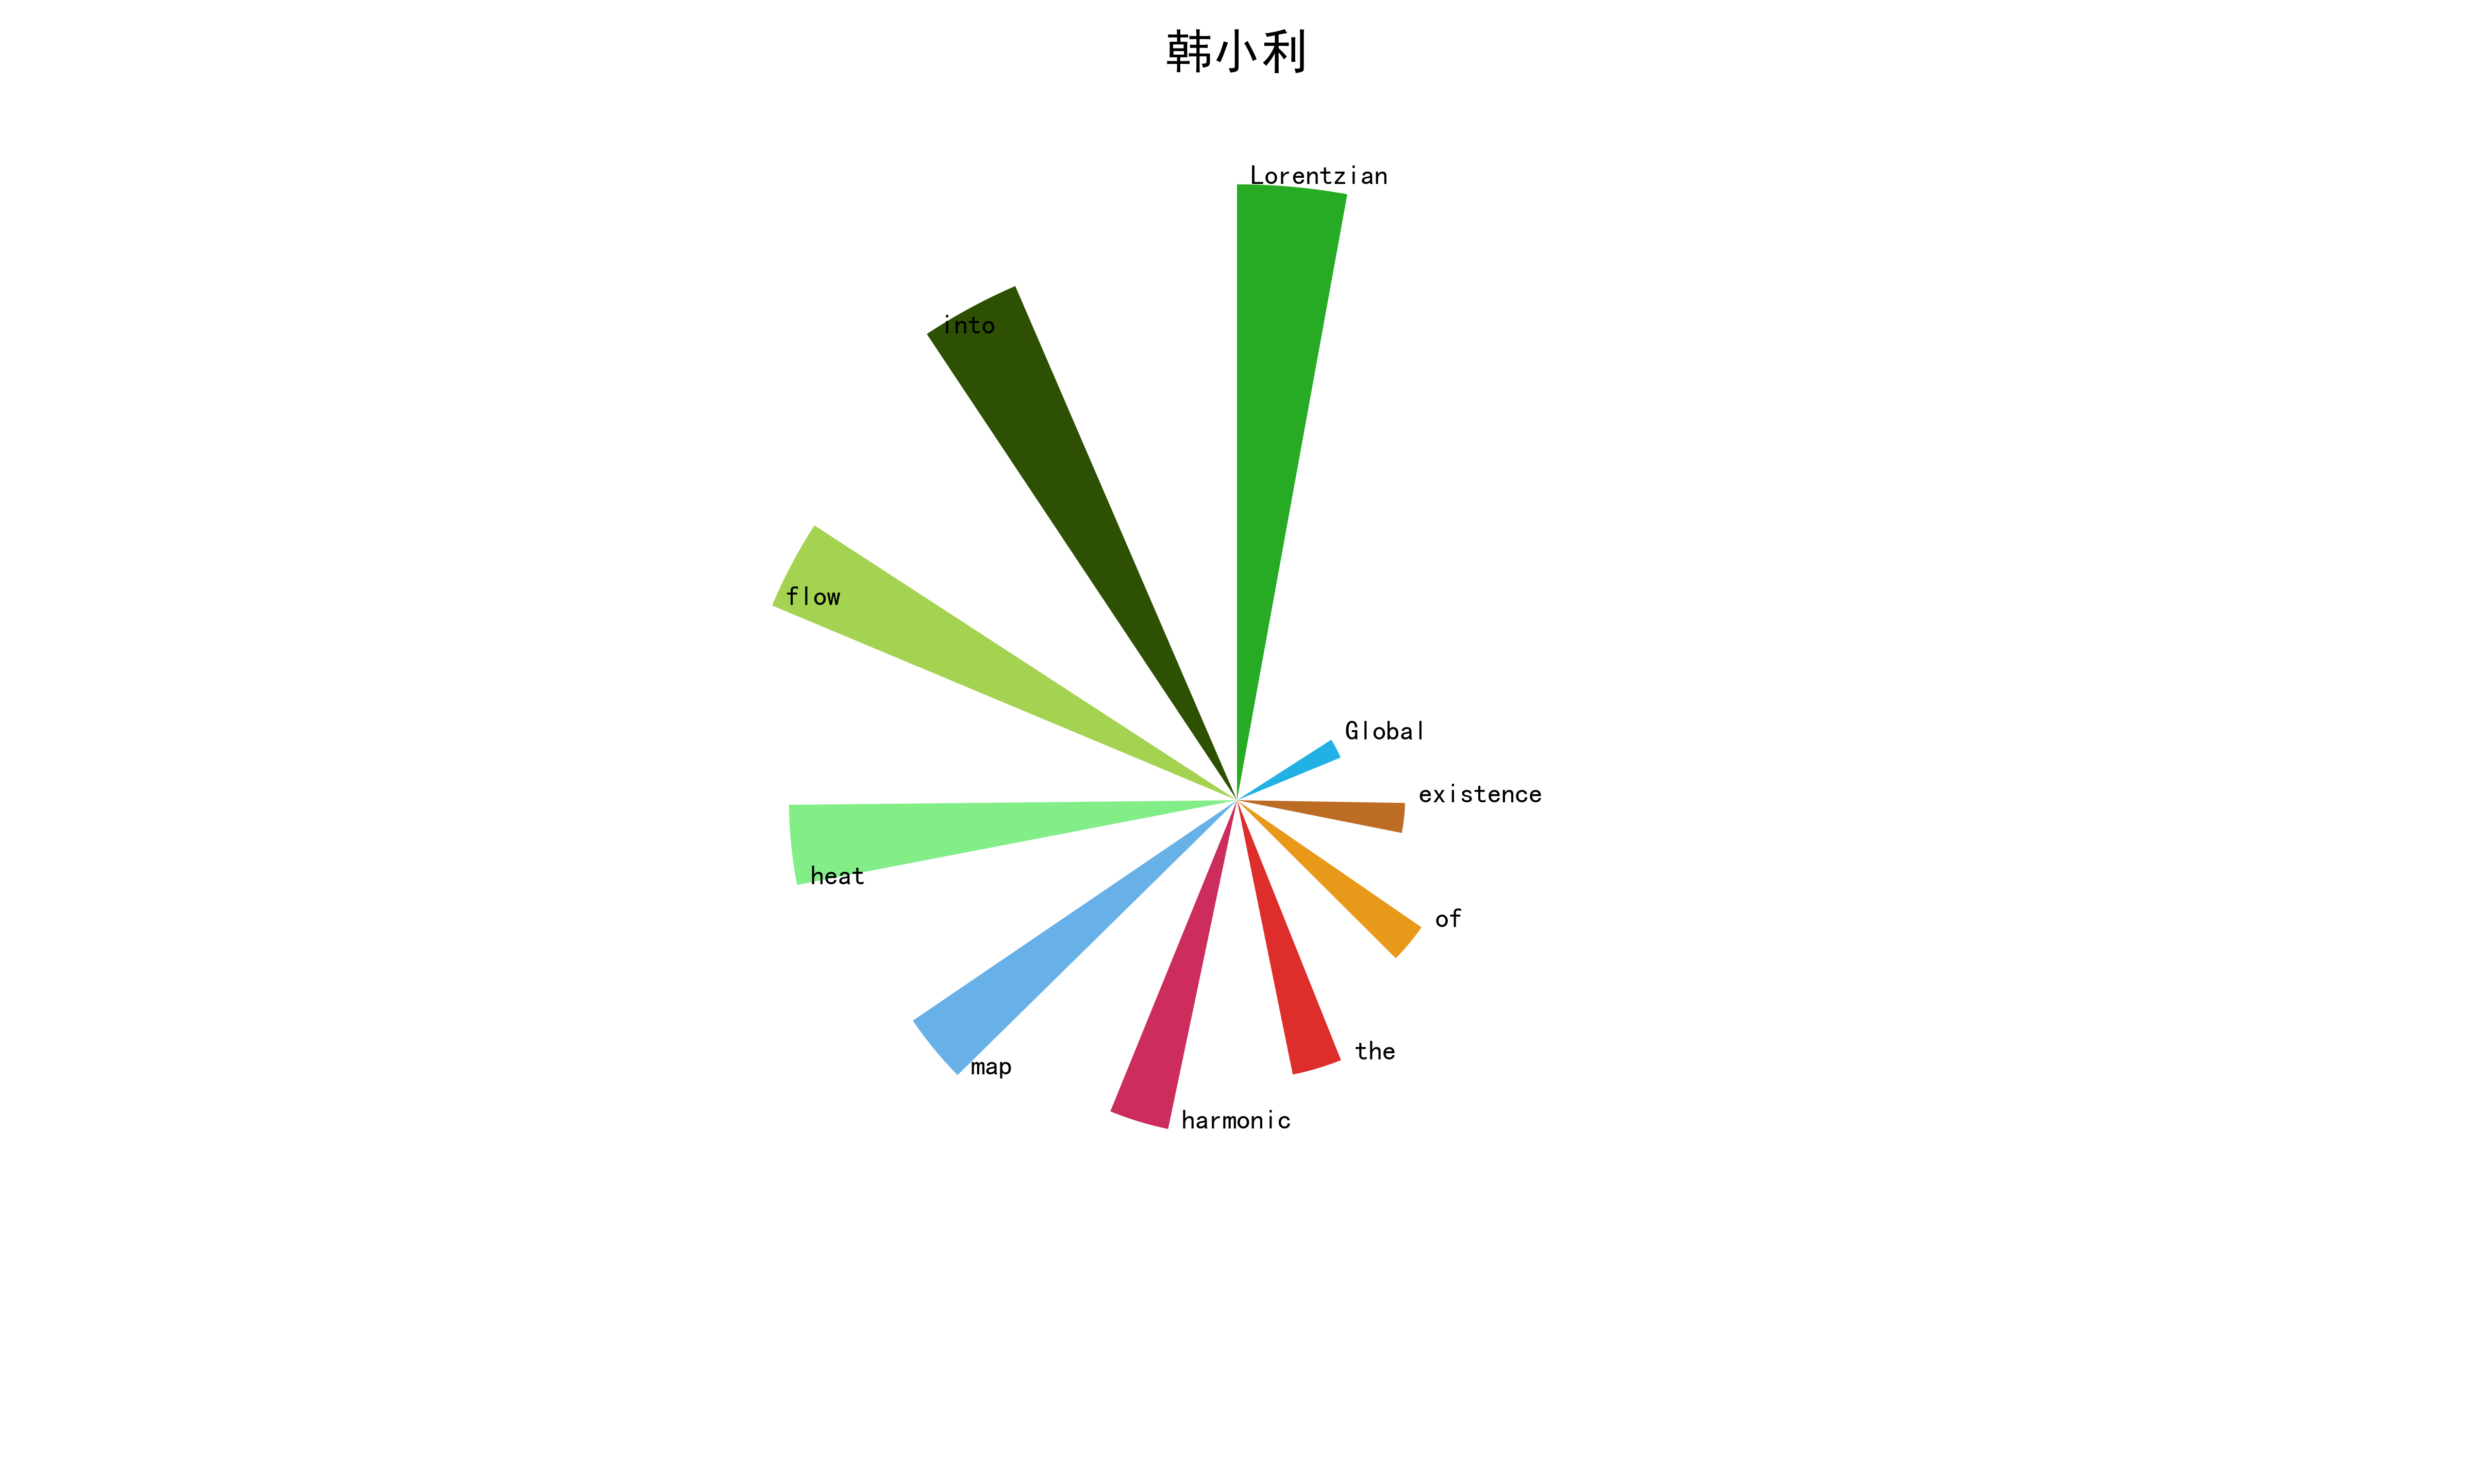 韩小利
Lorentzian
into
flow
Global
existence
heat
of
the
map
harmonic